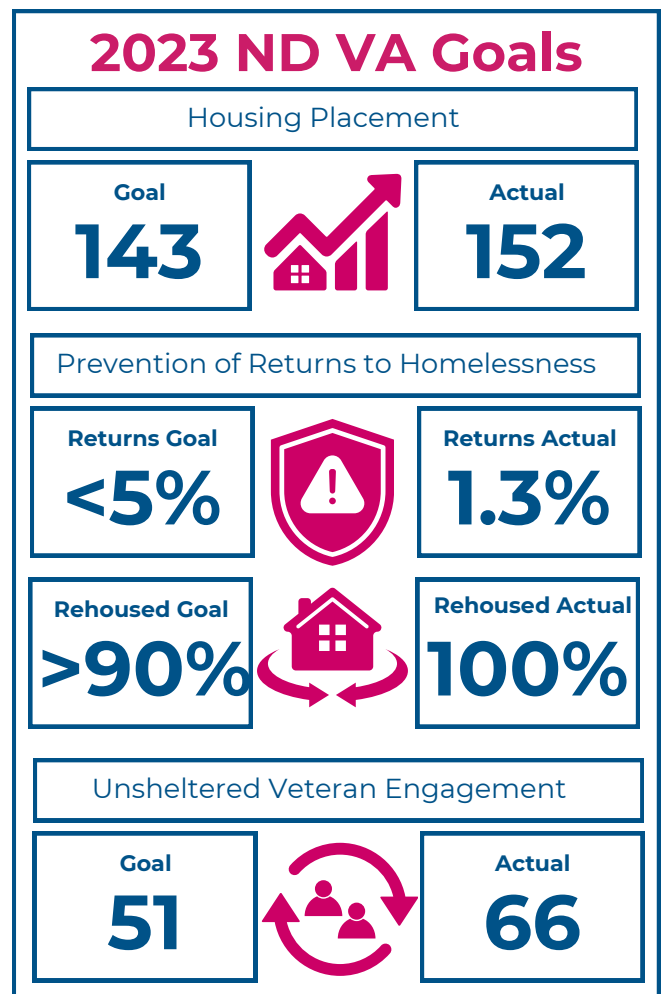 2023 ND VA Goals
Housing Placement
Goal
143
Actual
152
Prevention of Returns to Homelessness
Returns Goal
<5%
Returns Actual
1.3%
Rehoused Goal
>90%
Rehoused Actual
100%
Unsheltered Veteran Engagement
Goal
51
Actual
66